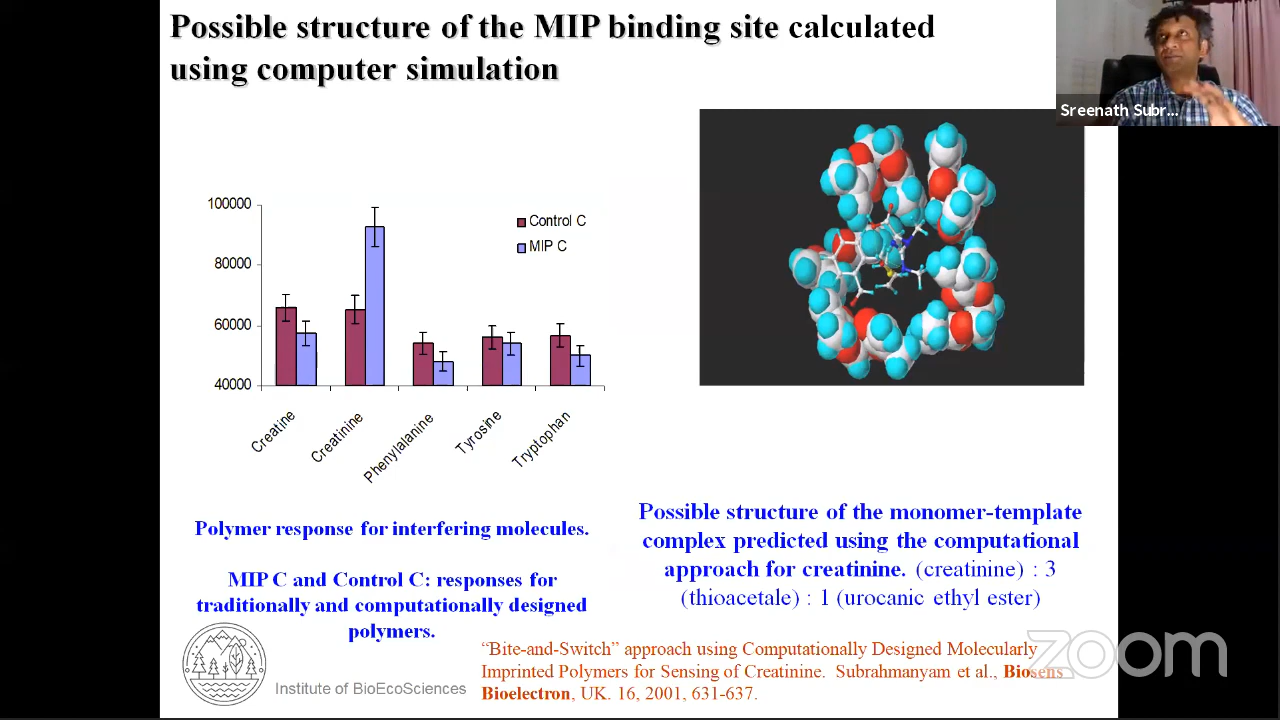 Possible structure of the MIP binding site calculated
using computer simulation
Sreenath Subr...
100000
80000
60000
40000
Control C
MIP C
Creatine
Creatinine
Phenylalanine
Tyrosine
Tryptophan
Polymer response for interfering molecules.
MIP C and Control C: responses for
traditionally and computationally designed
polymers.
Possible structure of the monomer-template
complex predicted using the computational
approach for creatinine. (creatinine) : 3
(thioacetale) : 1 (urocanic ethyl ester)
Institute of BioEcoSciences
“Bite-and-Switch” approach using Computationally Designed Molecularly
Imprinted Polymers for Sensing of Creatinine. Subrahmanyam et al., Biosens
Bioelectron, UK. 16, 2001, 631-637.
zoom